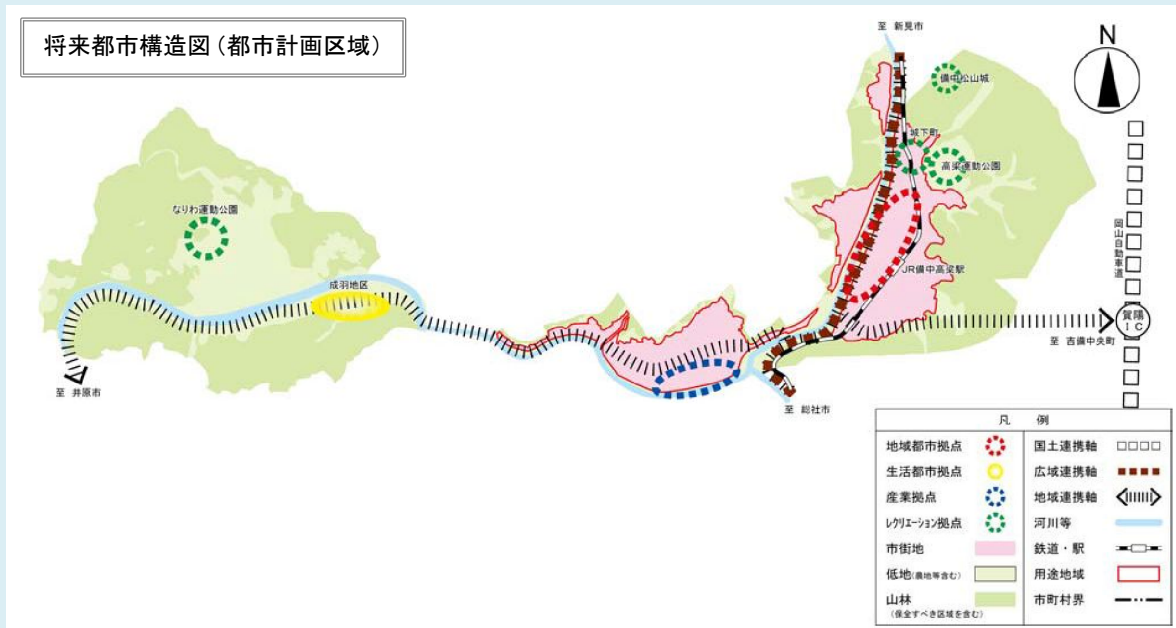 将来都市構造図（都市計画区域）
至 新見市
N
備中松山城
城下町
高梁運動公園
なりわ運動公園
岡山自動車道
成羽地区
JR備中高梁駅
賀陽
IC
至 吉備中央町
至 井原市
至 総社市
凡 例
地域都市拠点
国土連携軸
生活都市拠点
広域連携軸
産業拠点
地域連携軸
ﾚｸﾘｴｰｼｮﾝ拠点
河川等
市街地
鉄道・駅
低地(農地等含む)
用途地域
山林
(保全すべき区域を含む)
市町村界